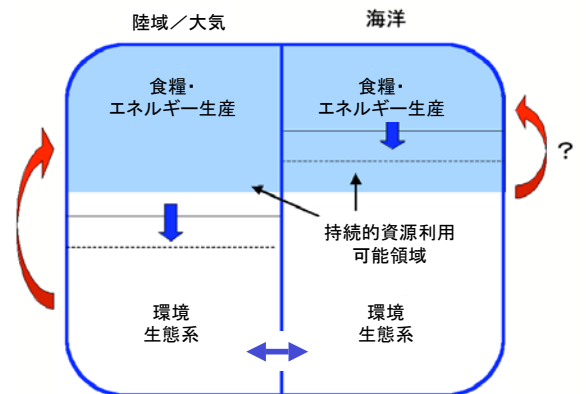 陸域／大気
海洋
食糧・
エネルギー生産
食糧・
エネルギー生産
？
持続的資源利用
可能領域
環境
生態系
環境
生態系